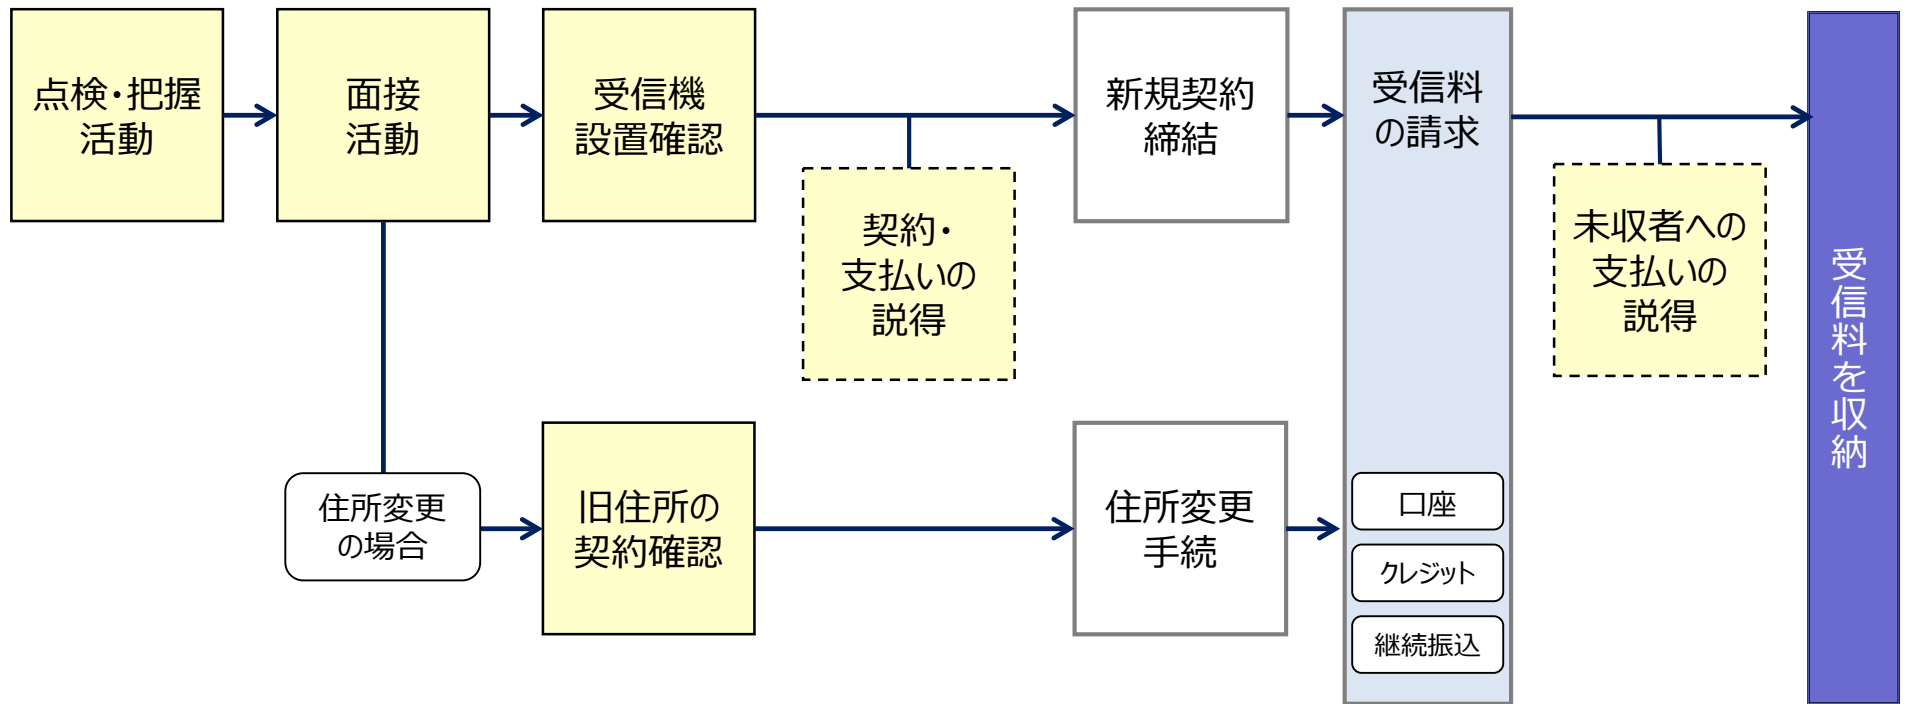 点検・把握
活動
面接
活動
受信機
設置確認
契約・
支払いの
説得
新規契約
締結
受信料
の請求
未収者への
支払いの
説得
住所変更
の場合
旧住所の
契約確認
住所変更
手続
口座
クレジット
継続振込
受信料を収納